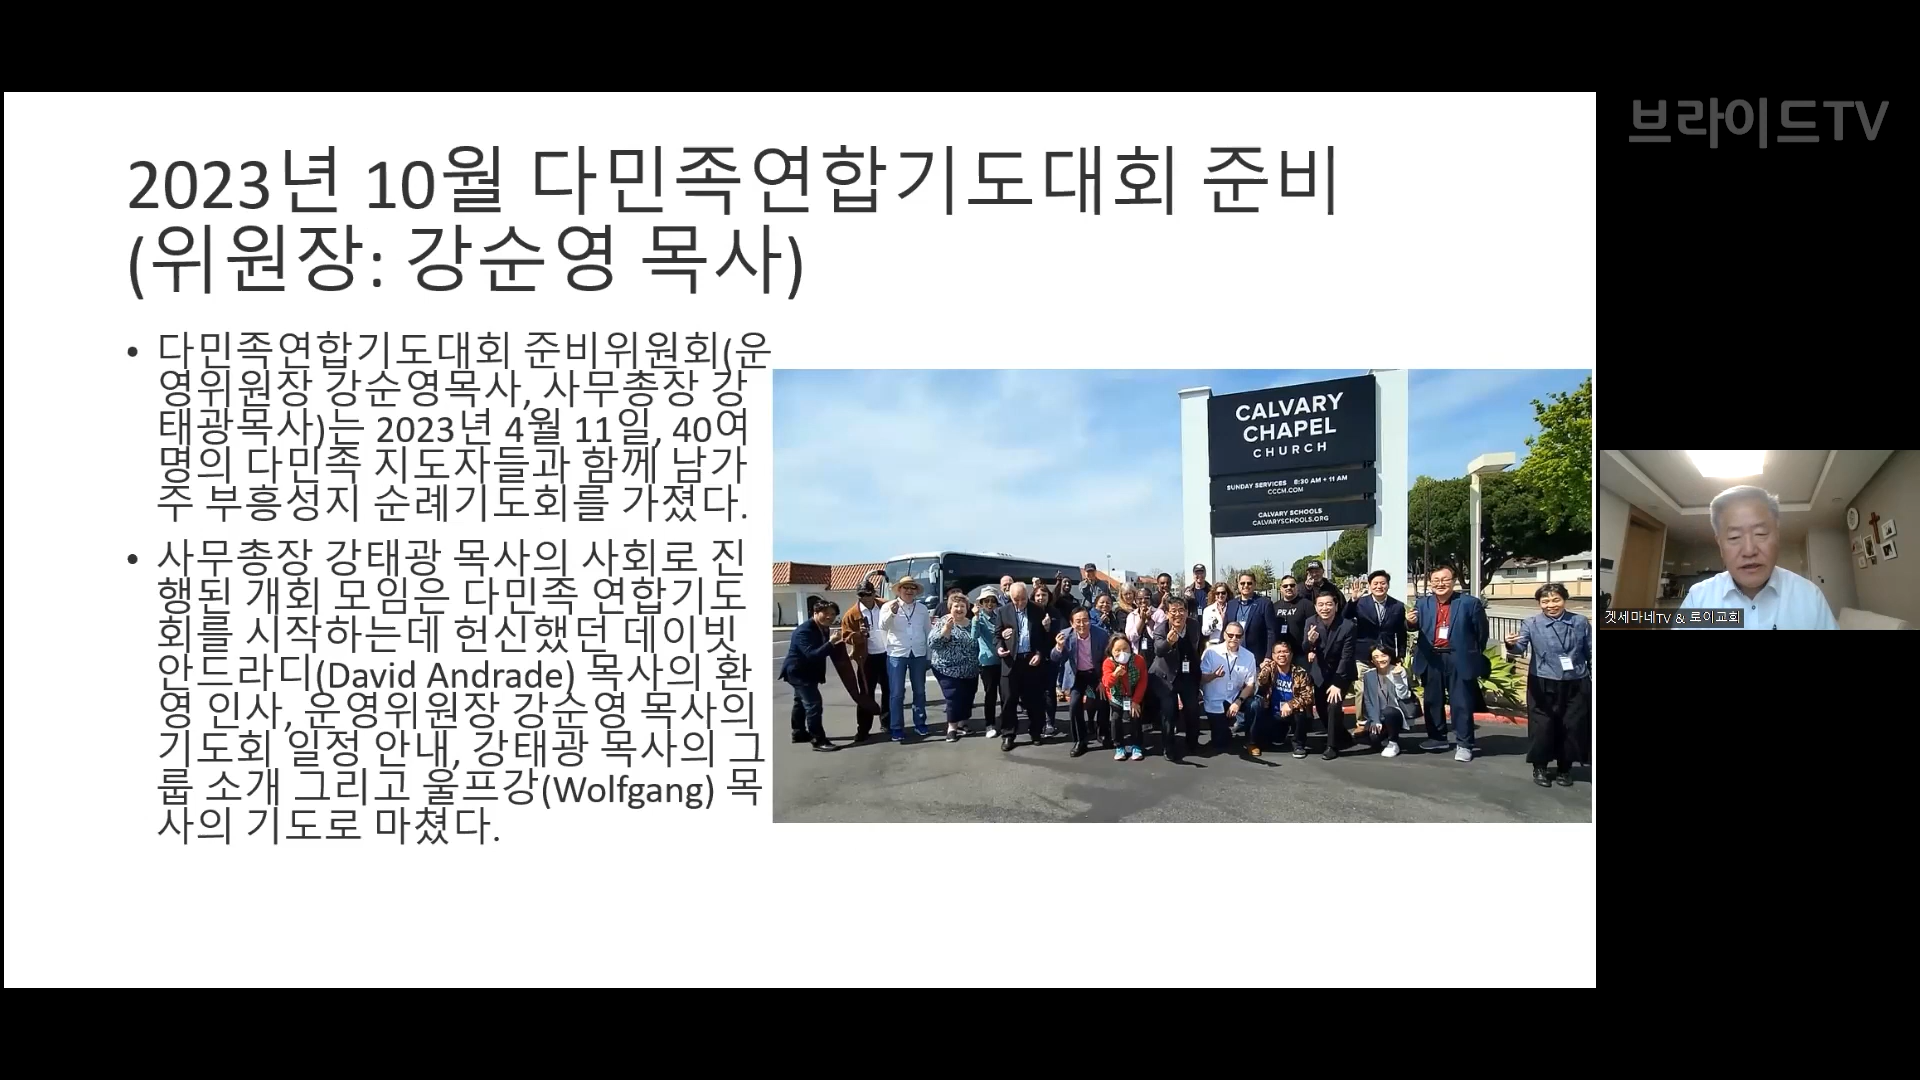 브라이드TV
2023년 10월 다민족연합기도대회 준비
(위원장: 강순영 목사)
• 다민족연합기도대회 준비위원회(운
영위원장 강순영목사, 사무총장 강
태광목사)는 2023년 4월 11일, 40여
명의 다민족 지도자들과 함께 남가
주 부흥성지 순례기도회를 가졌다.
• 사무총장 강태광 목사의 사회로 진
행된 개회 모임은 다민족 연합기도
회를 시작하는데 헌신했던 데이빗
안드라디(David Andrade) 목사의 환
영 인사, 운영위원장 강순영 목사의
기도회 일정 안내, 강태광 목사의 그
룹 소개 그리고 울프강(Wolfgang) 목
사의 기도로 마쳤다.
CALVARY
CHAPEL
CHURCH
SUNDAY SERVICES 8:30 AM + 11 AM
CCCM.COM
CALVARY SCHOOLS
CALVARYSCHOOLS.ORG
PRAY
겟세마네TV & 로이교회